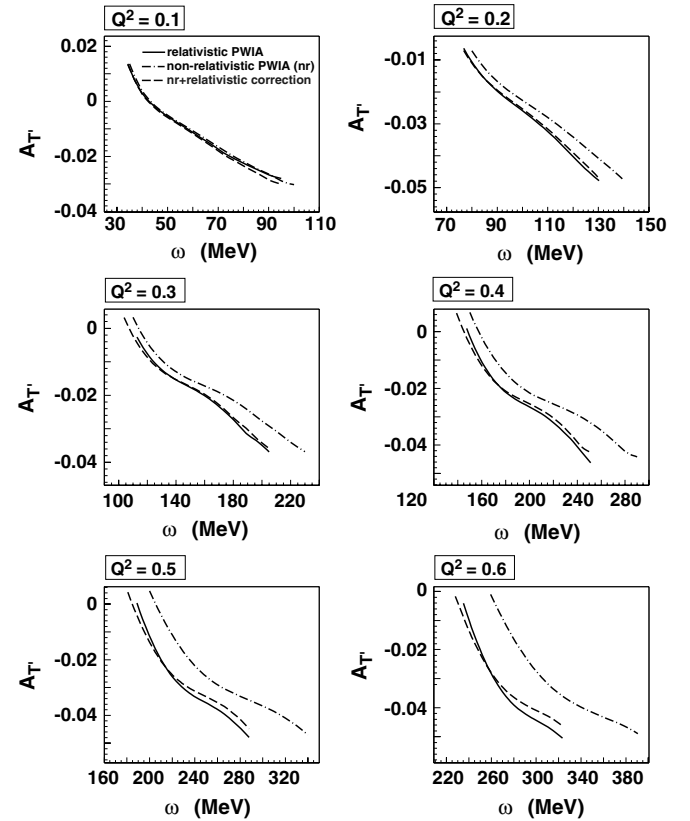 Q² = 0.1
Q² = 0.2
0.02
0
-0.02
-0.04
A_T'
relativistic PWIA
non-relativistic PWIA (nr)
nr+relativistic correction
30 50 70 90 110
ω (MeV)
-0.01
-0.03
-0.05
A_T'
70 90 110 130 150
ω (MeV)
Q² = 0.3
Q² = 0.4
0
-0.02
-0.04
A_T'
100 140 180 220
ω (MeV)
0
-0.02
-0.04
A_T'
120 160 200 240 280
ω (MeV)
Q² = 0.5
Q² = 0.6
0
-0.02
-0.04
A_T'
160 200 240 280 320
ω (MeV)
0
-0.02
-0.04
A_T'
220 260 300 340 380
ω (MeV)